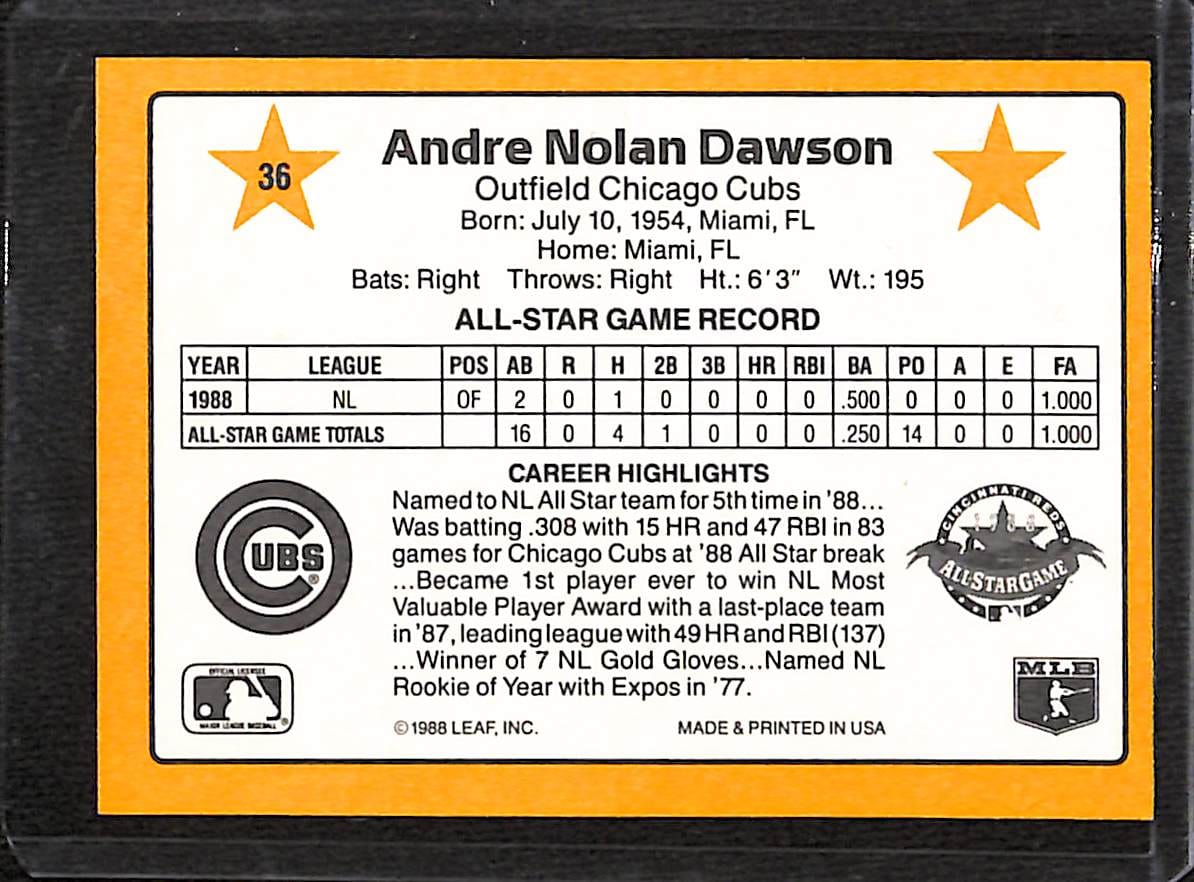 36
Andre Nolan Dawson
Outfield Chicago Cubs
Born: July 10, 1954, Miami, FL
Home: Miami, FL
Bats: Right Throws: Right Ht.: 6'3" Wt.: 195
ALL-STAR GAME RECORD
YEAR LEAGUE POS AB R H 2B 3B HR RBI BA PO A E FA
1988 NL OF 2 0 1 0 0 0 0 .500 0 0 0 1.000
ALL-STAR GAME TOTALS 16 0 4 1 0 0 0 .250 14 0 0 1.000
CAREER HIGHLIGHTS
Named to NL All Star team for 5th time in '88...
Was batting .308 with 15 HR and 47 RBI in 83
games for Chicago Cubs at '88 All Star break
...Became 1st player ever to win NL Most
Valuable Player Award with a last-place team
in '87, leading league with 49 HR and RBI (137)
...Winner of 7 NL Gold Gloves...Named NL
Rookie of Year with Expos in '77.
CUBS®
CINCINNATI REDS
1988
ALL-STAR GAME
OFFICIAL LICENSEE
MAJOR LEAGUE BASEBALL ®
MLB
©1988 LEAF, INC. MADE & PRINTED IN USA